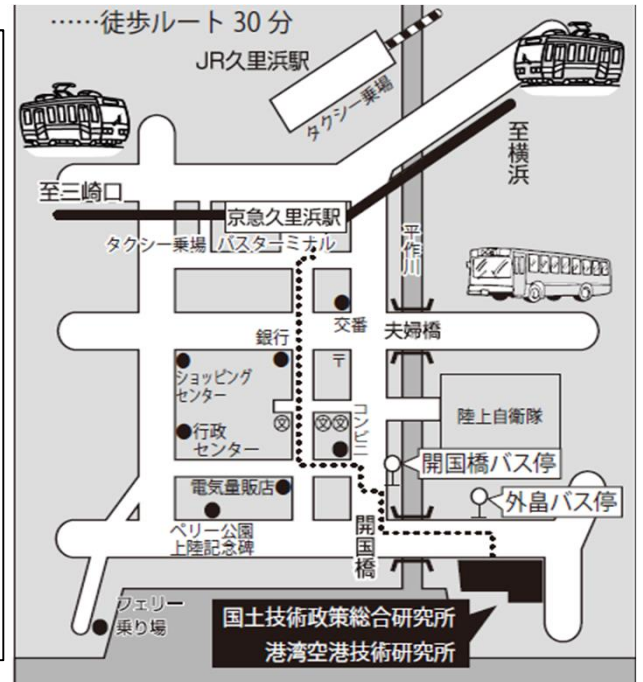 ……徒歩ルート 30 分
JR久里浜駅
タクシー乗場
至横浜
至三崎口
京急久里浜駅
タクシー乗場 バスターミナル
平作川
交番
夫婦橋
銀行
〒
ショッピング
センター
コンビニ
陸上自衛隊
文
文文
行政
センター
開国橋バス停
電気量販店
外畠バス停
ペリー公園
上陸記念碑
開国橋
フェリー
乗り場
国土技術政策総合研究所
港湾空港技術研究所